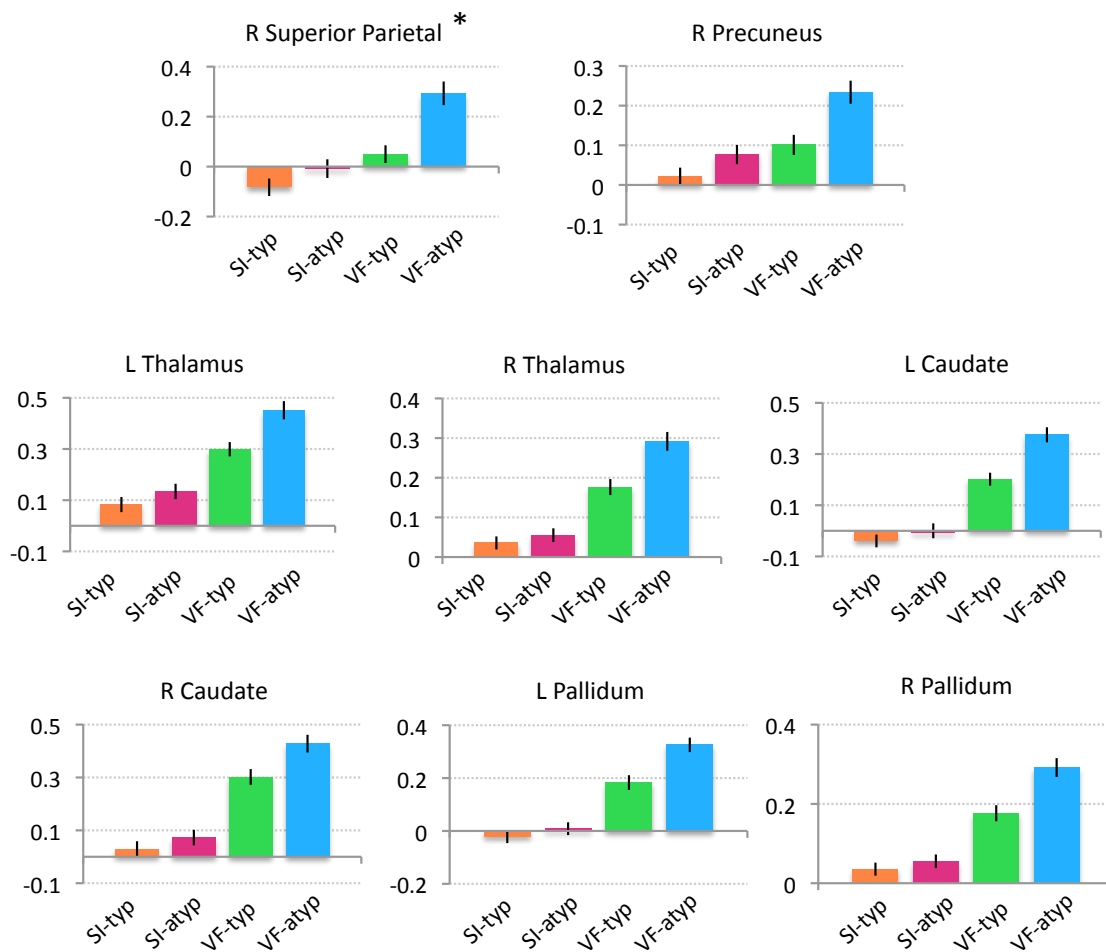 R Superior Parietal *
0.4
0.2
0
-0.2
SI-typ
SI-atyp
VF-typ
VF-atyp
R Precuneus
0.3
0.2
0.1
0
-0.1
SI-typ
SI-atyp
VF-typ
VF-atyp
L Thalamus
0.5
0.3
0.1
-0.1
SI-typ
SI-atyp
VF-typ
VF-atyp
R Thalamus
0.4
0.3
0.2
0.1
0
SI-typ
SI-atyp
VF-typ
VF-atyp
L Caudate
0.5
0.3
0.1
-0.1
SI-typ
SI-atyp
VF-typ
VF-atyp
R Caudate
0.5
0.3
0.1
-0.1
SI-typ
SI-atyp
VF-typ
VF-atyp
L Pallidum
0.4
0.2
0
-0.2
SI-typ
SI-atyp
VF-typ
VF-atyp
R Pallidum
0.4
0.2
0
SI-typ
SI-atyp
VF-typ
VF-atyp